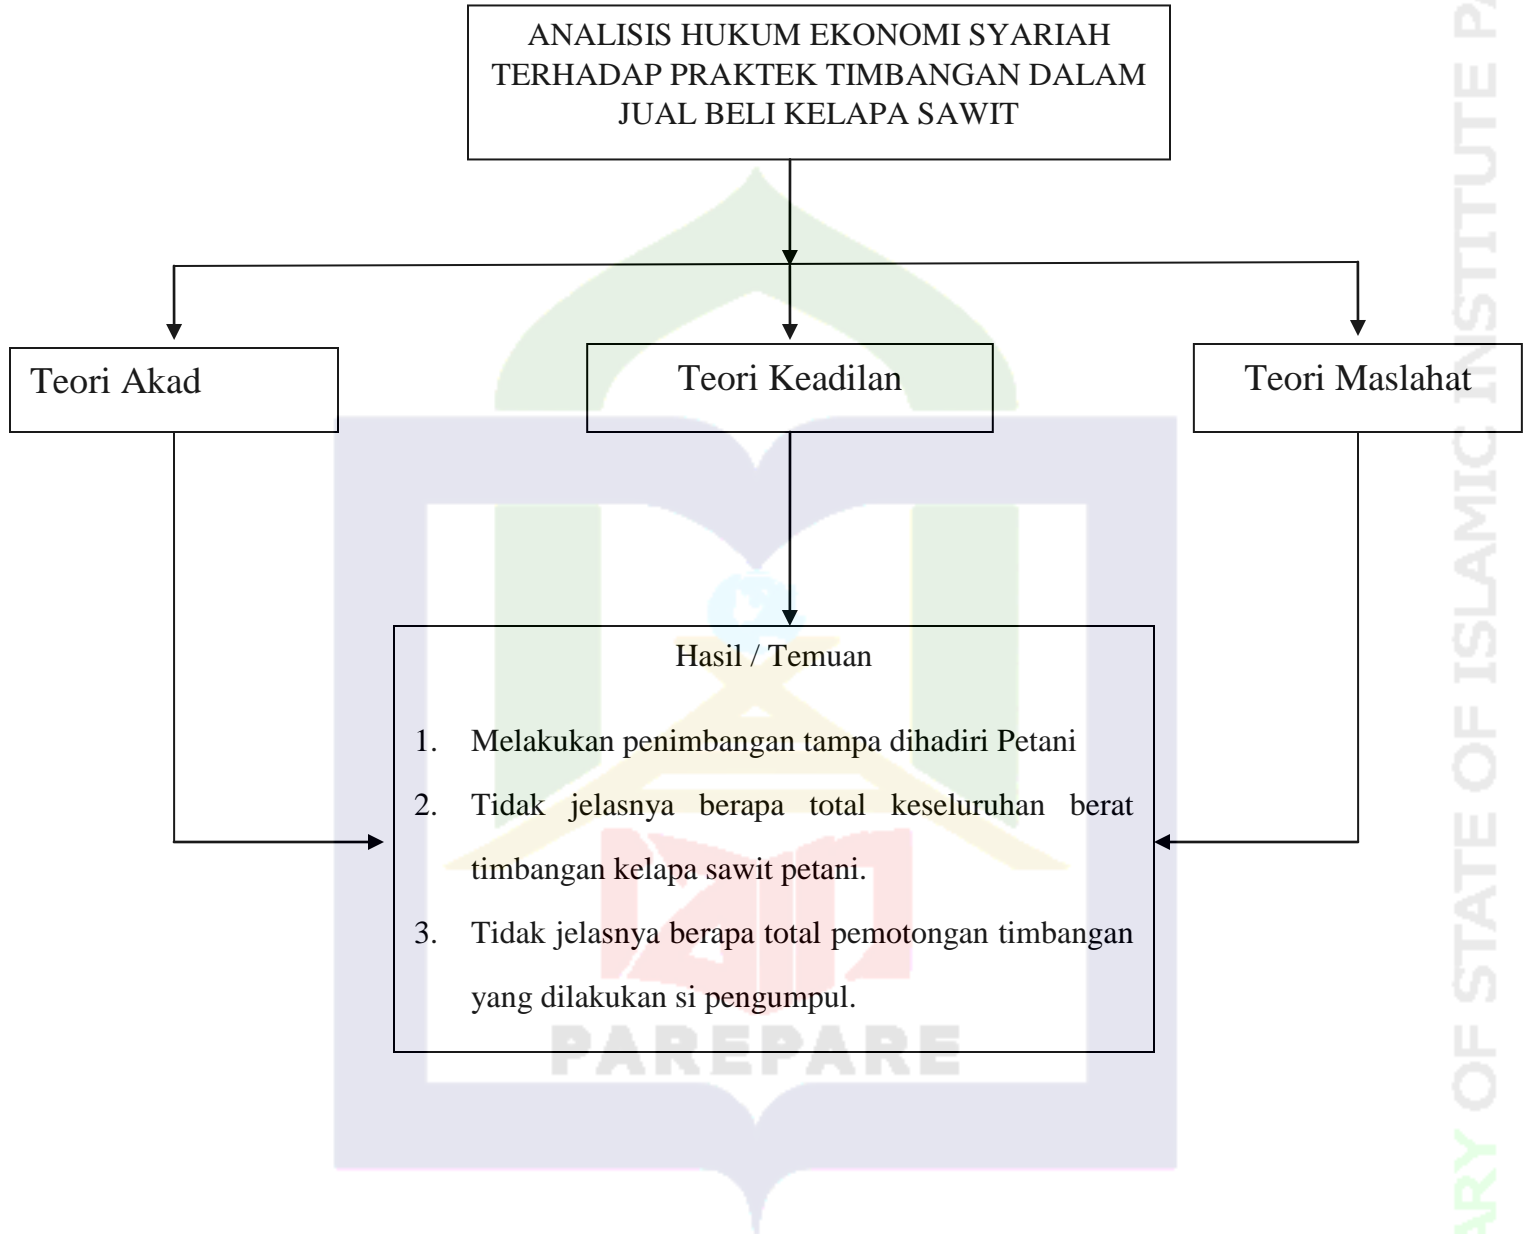 ANALISIS HUKUM EKONOMI SYARIAH
TERHADAP PRAKTEK TIMBANGAN DALAM
JUAL BELI KELAPA SAWIT
Teori Akad
Teori Keadilan
Teori Maslahat
Hasil / Temuan
1. Melakukan penimbangan tampa dihadiri Petani
2. Tidak jelasnya berapa total keseluruhan berat
timbangan kelapa sawit petani.
3. Tidak jelasnya berapa total pemotongan timbangan
yang dilakukan si pengumpul.
PAREPARE
OF STATE OF ISLAMIC INSTITUTE